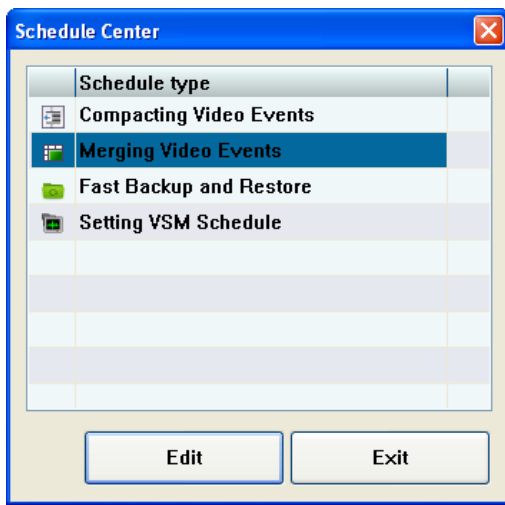 Schedule Center
Schedule type
Compacting Video Events
Merging Video Events
Fast Backup and Restore
Setting VSM Schedule
Edit Exit